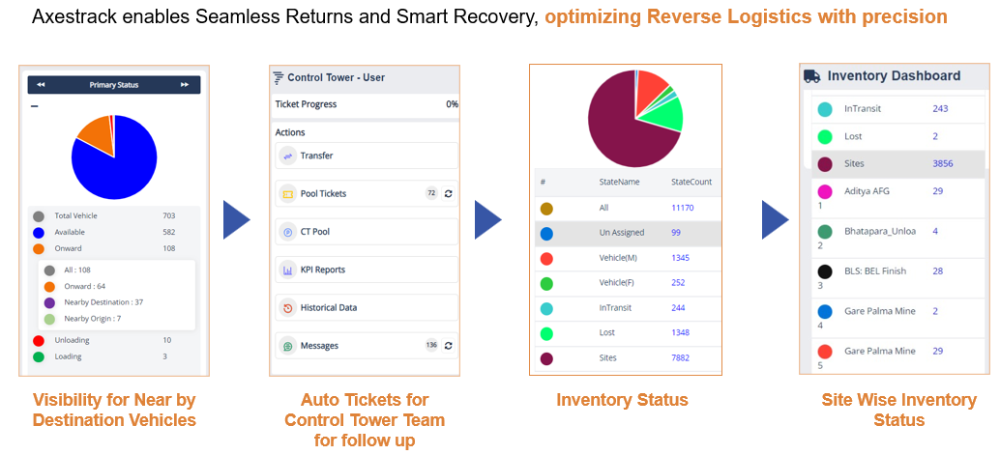 Axestrack enables Seamless Returns and Smart Recovery, optimizing Reverse Logistics with precision
Primary Status
Total Vehicle 703
Available 582
Onward 108
All : 108
Onward : 64
Nearby Destination : 37
Nearby Origin : 7
Unloading 10
Loading 3
Visibility for Near by
Destination Vehicles
Control Tower - User
Ticket Progress 0%
Actions
Transfer
Pool Tickets 72
CT Pool
KPI Reports
Historical Data
Messages 136
Auto Tickets for
Control Tower Team
for follow up
# StateName StateCount
All 11170
Un Assigned 99
Vehicle(M) 1345
Vehicle(F) 252
InTransit 244
Lost 1348
Sites 7882
Inventory Status
Inventory Dashboard
InTransit 243
Lost 2
Sites 3856
Aditya AFG 29
1
Bhatapara_Unloa 4
2
BLS: BEL Finish 28
3
Gare Palma Mine 2
4
Gare Palma Mine 29
5
Site Wise Inventory
Status